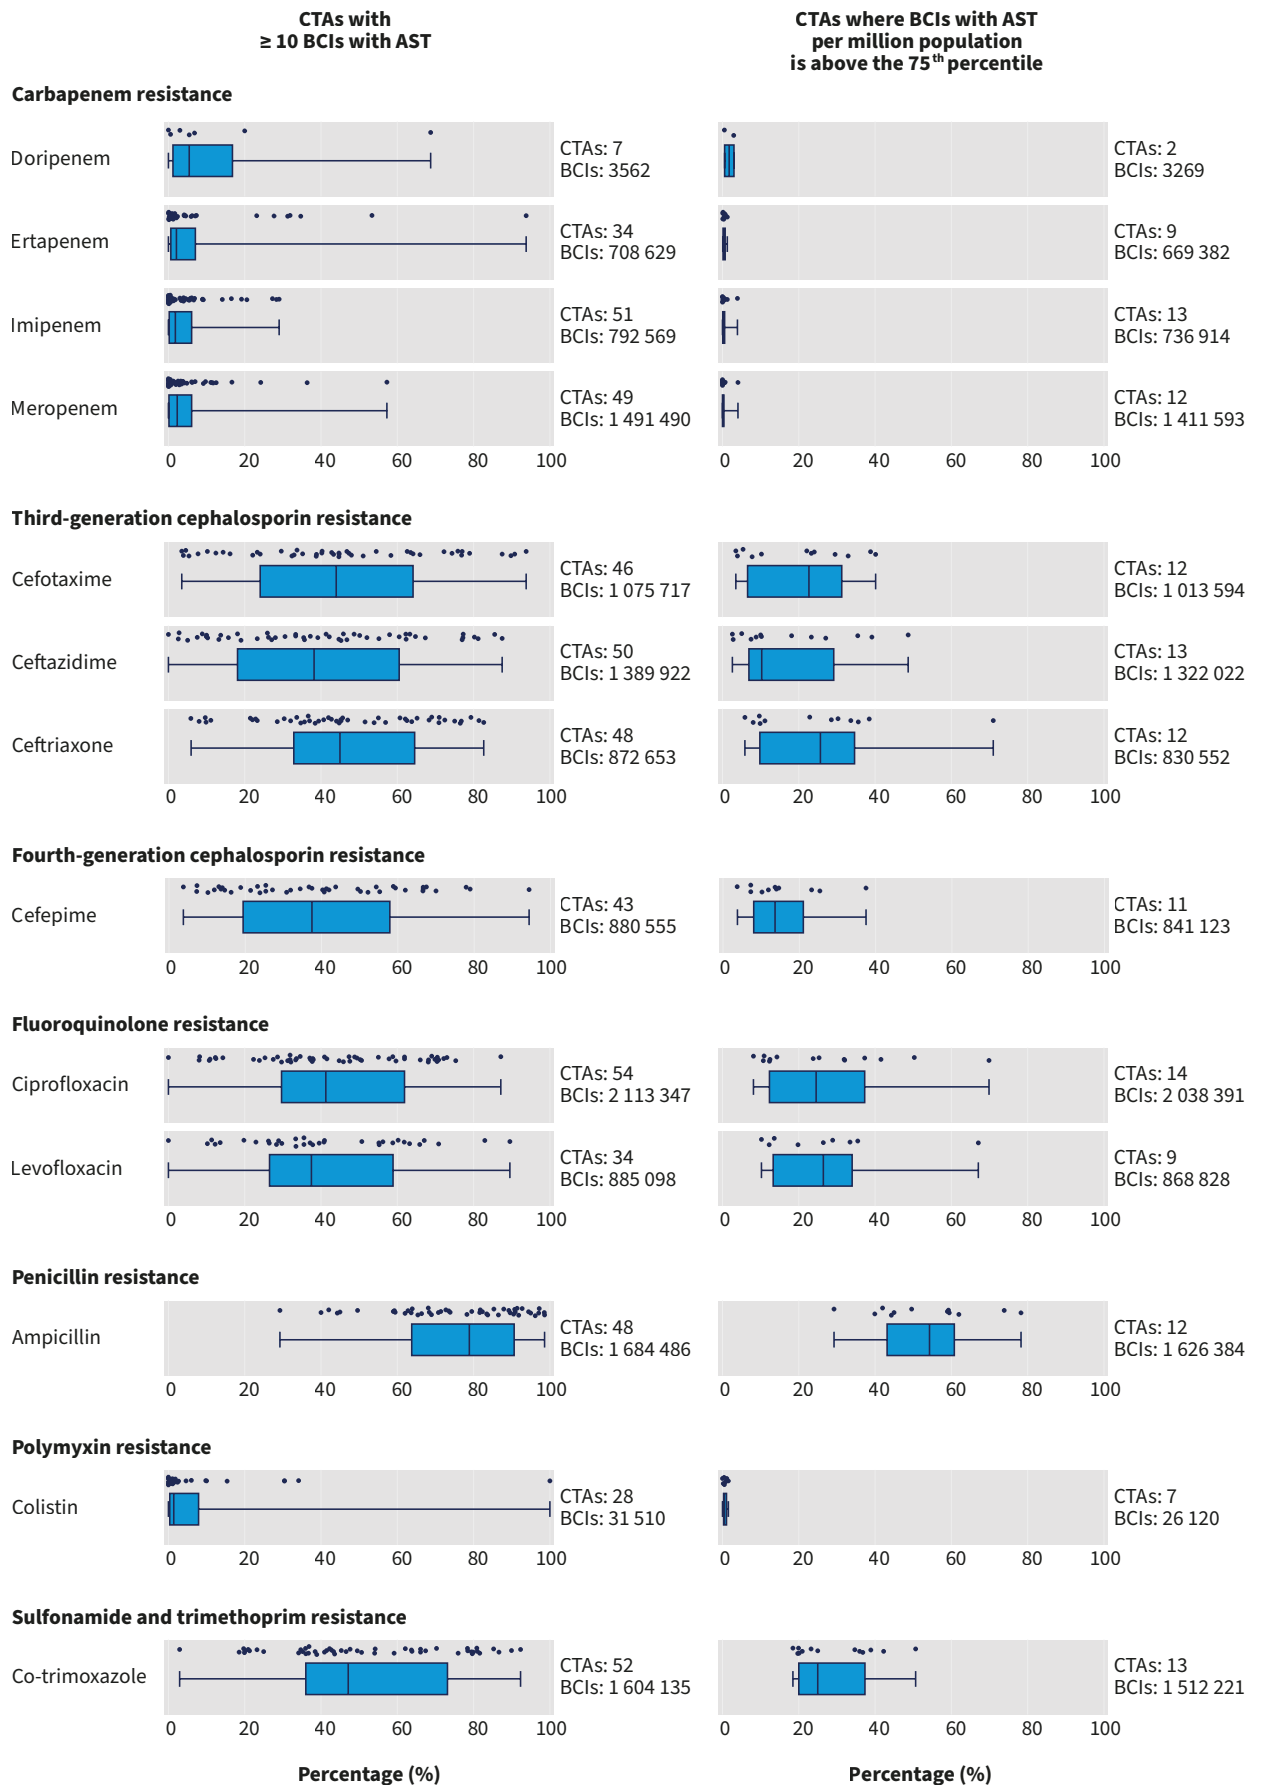 CTAs with
≥ 10 BCIs with AST
CTAs where BCIs with AST
per million population
is above the 75th percentile
Carbapenem resistance
Doripenem
CTAs: 7
BCIs: 3562
CTAs: 2
BCIs: 3269
Ertapenem
CTAs: 34
BCIs: 708 629
CTAs: 9
BCIs: 669 382
Imipenem
CTAs: 51
BCIs: 792 569
CTAs: 13
BCIs: 736 914
Meropenem
CTAs: 49
BCIs: 1 491 490
CTAs: 12
BCIs: 1 411 593
0 20 40 60 80 100
0 20 40 60 80 100
Third-generation cephalosporin resistance
Cefotaxime
CTAs: 46
BCIs: 1 075 717
CTAs: 12
BCIs: 1 013 594
Ceftazidime
CTAs: 50
BCIs: 1 389 922
CTAs: 13
BCIs: 1 322 022
Ceftriaxone
CTAs: 48
BCIs: 872 653
CTAs: 12
BCIs: 830 552
0 20 40 60 80 100
0 20 40 60 80 100
Fourth-generation cephalosporin resistance
Cefepime
CTAs: 43
BCIs: 880 555
CTAs: 11
BCIs: 841 123
0 20 40 60 80 100
0 20 40 60 80 100
Fluoroquinolone resistance
Ciprofloxacin
CTAs: 54
BCIs: 2 113 347
CTAs: 14
BCIs: 2 038 391
Levofloxacin
CTAs: 34
BCIs: 885 098
CTAs: 9
BCIs: 868 828
0 20 40 60 80 100
0 20 40 60 80 100
Penicillin resistance
Ampicillin
CTAs: 48
BCIs: 1 684 486
CTAs: 12
BCIs: 1 626 384
0 20 40 60 80 100
0 20 40 60 80 100
Polymyxin resistance
Colistin
CTAs: 28
BCIs: 31 510
CTAs: 7
BCIs: 26 120
0 20 40 60 80 100
0 20 40 60 80 100
Sulfonamide and trimethoprim resistance
Co-trimoxazole
CTAs: 52
BCIs: 1 604 135
CTAs: 13
BCIs: 1 512 221
0 20 40 60 80 100
0 20 40 60 80 100
Percentage (%)
Percentage (%)